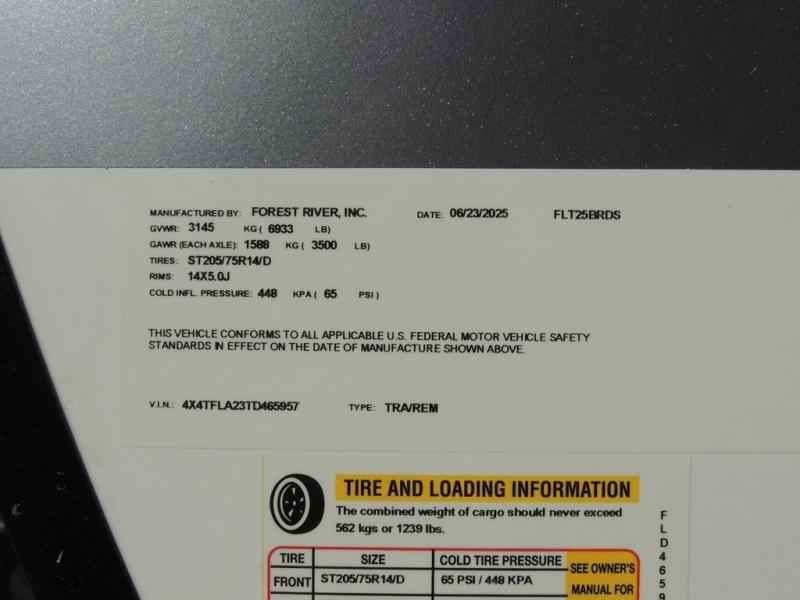 MANUFACTURED BY: FOREST RIVER, INC. DATE: 06/23/2025 FLT25BRDS
GVWR: 3145 KG ( 6933 LB)
GAWR (EACH AXLE): 1588 KG ( 3500 LB)
TIRES: ST205/75R14/D
RIMS: 14X5.0J
COLD INFL. PRESSURE: 448 KPA ( 65 PSI )
THIS VEHICLE CONFORMS TO ALL APPLICABLE U.S. FEDERAL MOTOR VEHICLE SAFETY
STANDARDS IN EFFECT ON THE DATE OF MANUFACTURE SHOWN ABOVE.
V.I.N.: 4X4TFLA23TD465957 TYPE: TRA/REM
TIRE AND LOADING INFORMATION
The combined weight of cargo should never exceed
562 kgs or 1239 lbs.
TIRE SIZE COLD TIRE PRESSURE SEE OWNER'S
FRONT ST205/75R14/D 65 PSI / 448 KPA MANUAL FOR
FLD4659